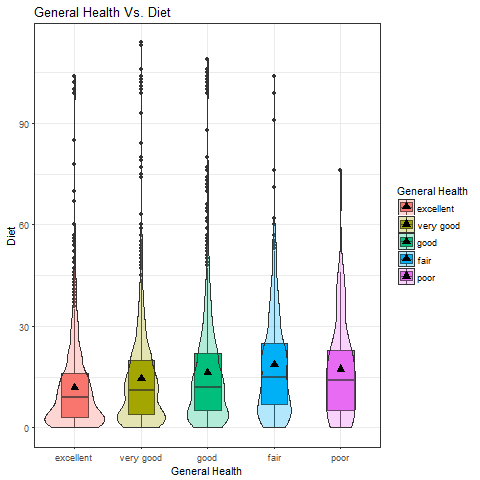 General Health Vs. Diet
Diet
90
60
30
0
excellent
very good
good
fair
poor
General Health
General Health
excellent
very good
good
fair
poor